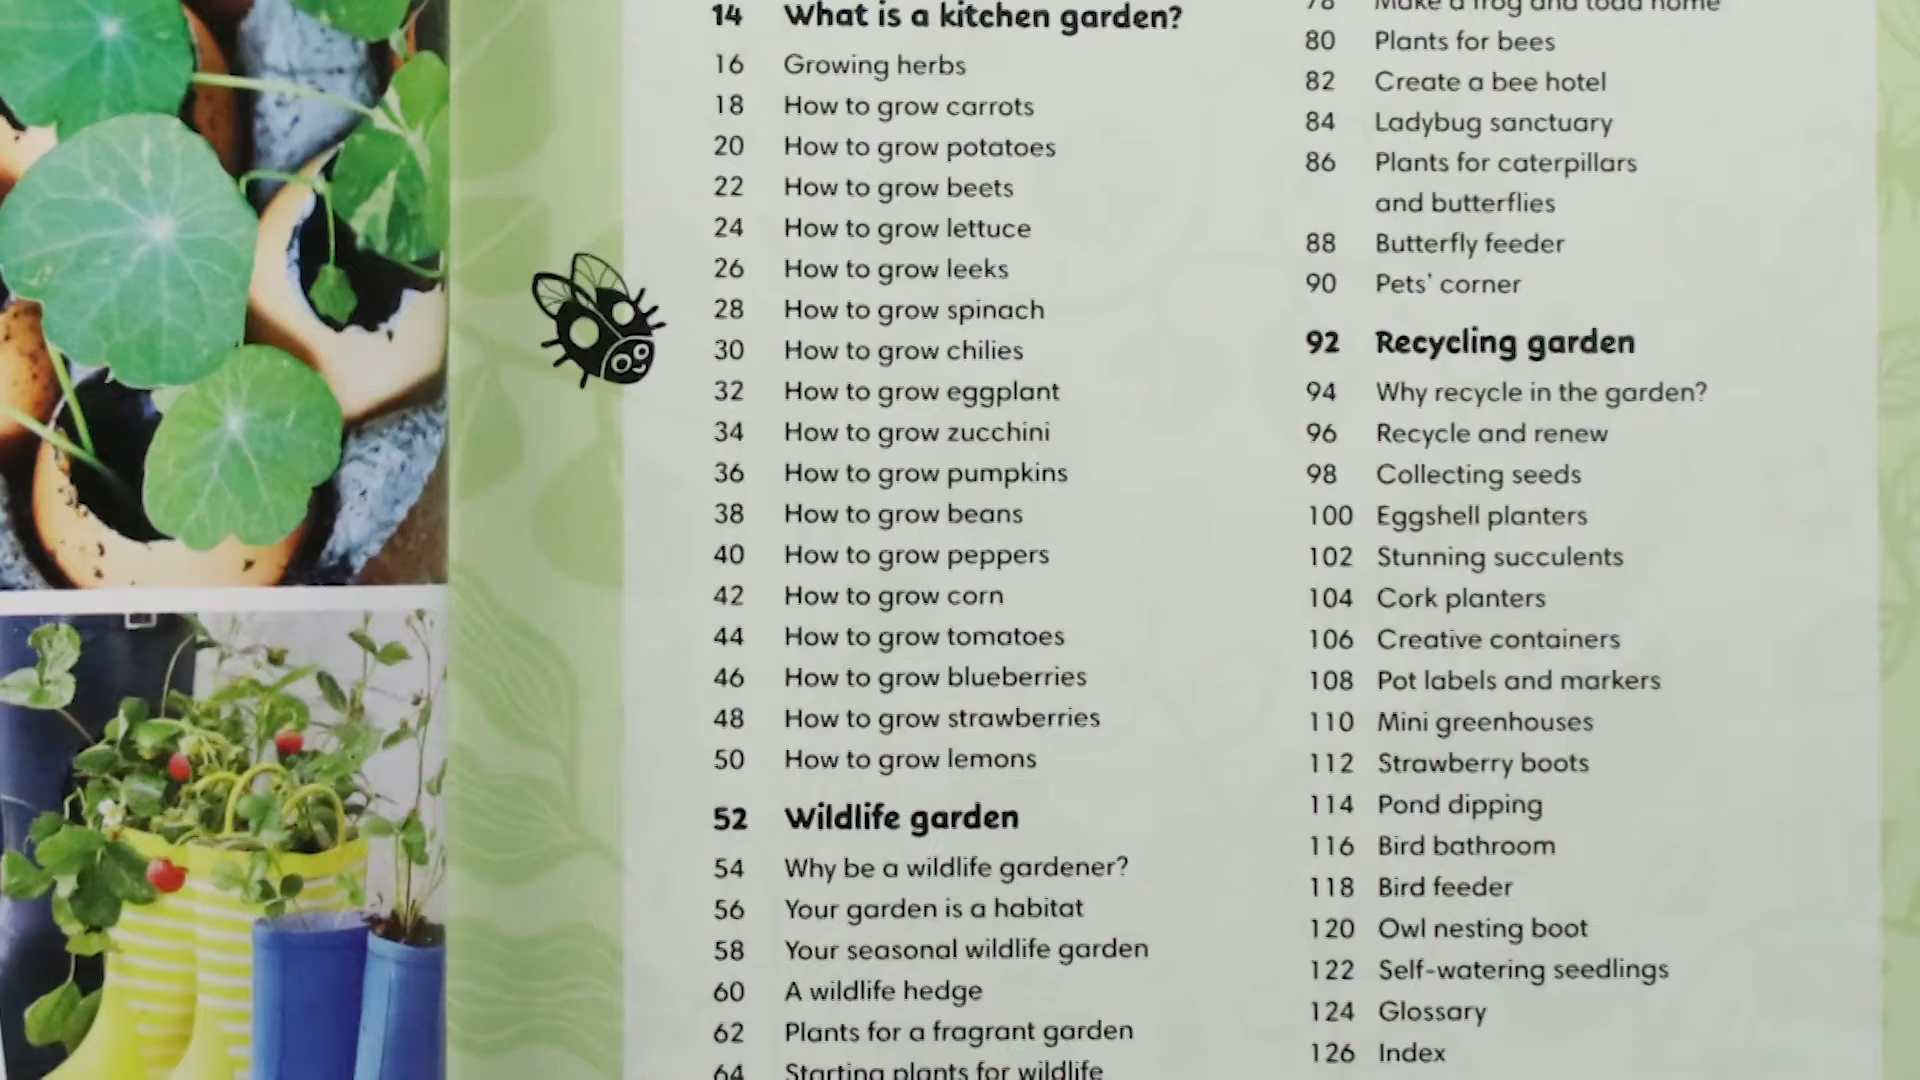 14 What is a kitchen garden?
16 Growing herbs
18 How to grow carrots
20 How to grow potatoes
22 How to grow beets
24 How to grow lettuce
26 How to grow leeks
28 How to grow spinach
30 How to grow chilies
32 How to grow eggplant
34 How to grow zucchini
36 How to grow pumpkins
38 How to grow beans
40 How to grow peppers
42 How to grow corn
44 How to grow tomatoes
46 How to grow blueberries
48 How to grow strawberries
50 How to grow lemons
52 Wildlife garden
54 Why be a wildlife gardener?
56 Your garden is a habitat
58 Your seasonal wildlife garden
60 A wildlife hedge
62 Plants for a fragrant garden
64 Starting plants for wildlife
78 Make a frog and toad home
80 Plants for bees
82 Create a bee hotel
84 Ladybug sanctuary
86 Plants for caterpillars
and butterflies
88 Butterfly feeder
90 Pets' corner
92 Recycling garden
94 Why recycle in the garden?
96 Recycle and renew
98 Collecting seeds
100 Eggshell planters
102 Stunning succulents
104 Cork planters
106 Creative containers
108 Pot labels and markers
110 Mini greenhouses
112 Strawberry boots
114 Pond dipping
116 Bird bathroom
118 Bird feeder
120 Owl nesting boot
122 Self-watering seedlings
124 Glossary
126 Index